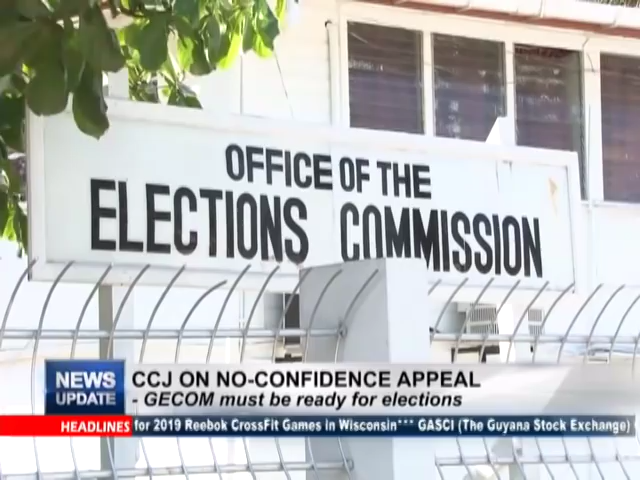 OFFICE OF THE
ELECTIONS COMMISSION
NEWS
UPDATE
CCJ ON NO-CONFIDENCE APPEAL
- GECOM must be ready for elections
HEADLINES
for 2019 Reebok CrossFit Games in Wisconsin*** GASCI (The Guyana Stock Exchange)